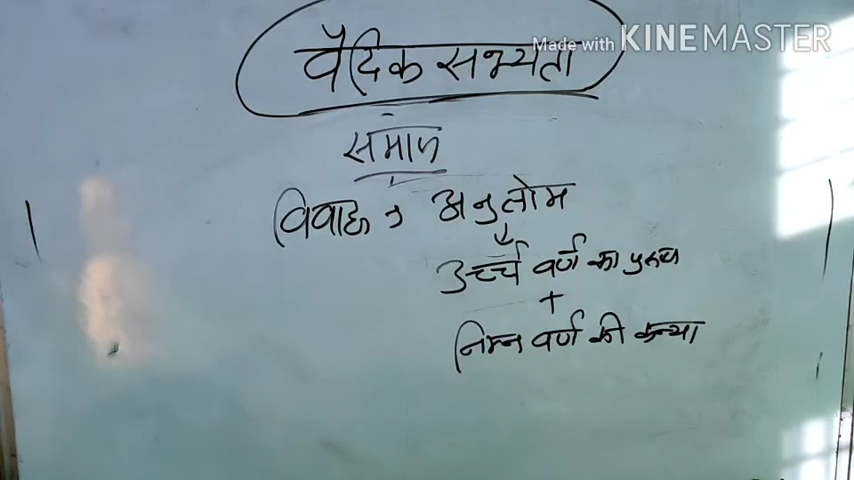 Made with KINEMASTER
वैदिक सभ्यता
समाज
विवाह → अनुलोम
↓
उच्च वर्ण का पुरुष
+
निम्न वर्ण की कन्या